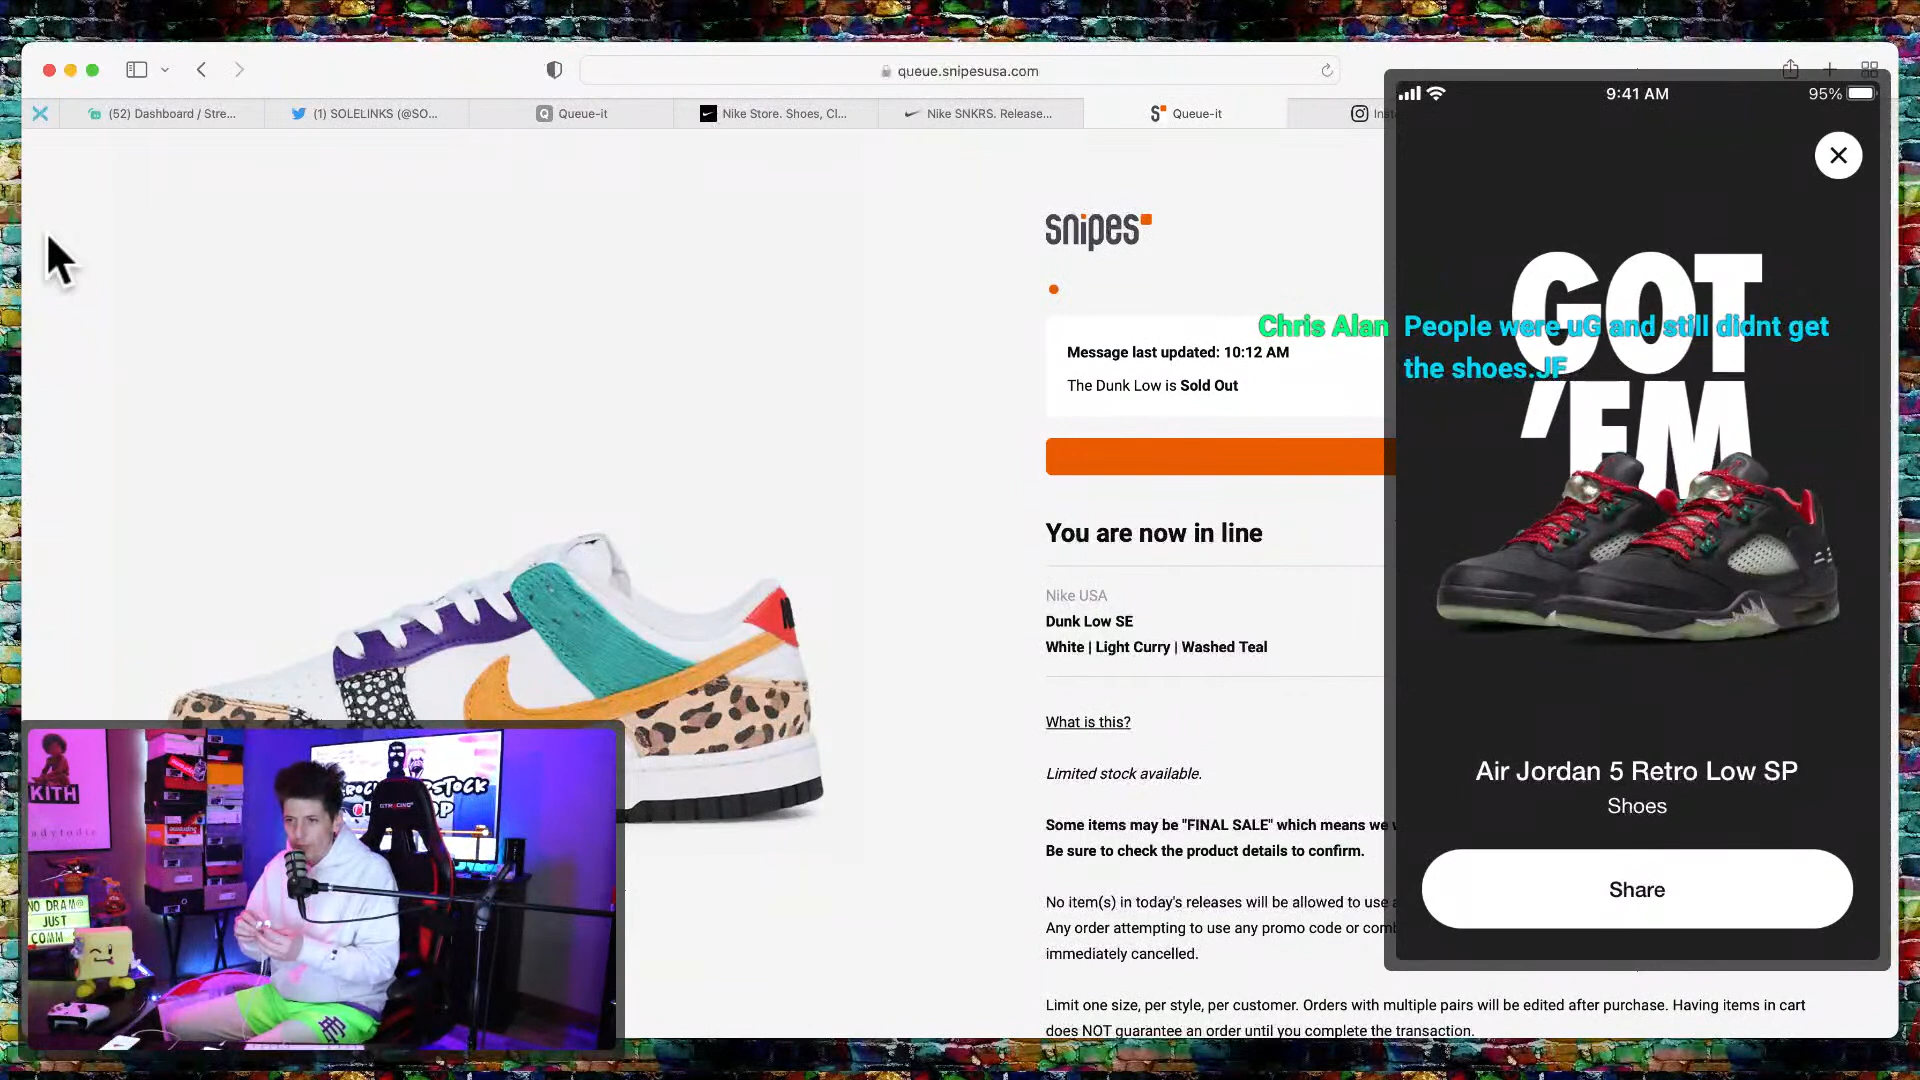 queue.snipesusa.com
(52) Dashboard / Stre...
(1) SOLELINKS (@SO...
Queue-it
Nike Store. Shoes, Cl...
Nike SNKRS. Release...
Queue-it
9:41 AM
95%
snipes
Chris Alan People were uG and still didnt get
the shoes.JF
Message last updated: 10:12 AM
The Dunk Low is Sold Out
GOT
'EM
You are now in line
Nike USA
Dunk Low SE
White | Light Curry | Washed Teal
What is this?
Limited stock available.
Some items may be "FINAL SALE" which means we
Be sure to check the product details to confirm.
No item(s) in today's releases will be allowed to use
Any order attempting to use any promo code or
immediately cancelled.
Limit one size, per style, per customer. Orders with multiple pairs will be edited after purchase. Having items in cart
does NOT guarantee an order until you complete the transaction.
Air Jordan 5 Retro Low SP
Shoes
Share
KITH
NO DRAM@
JUST
COMM